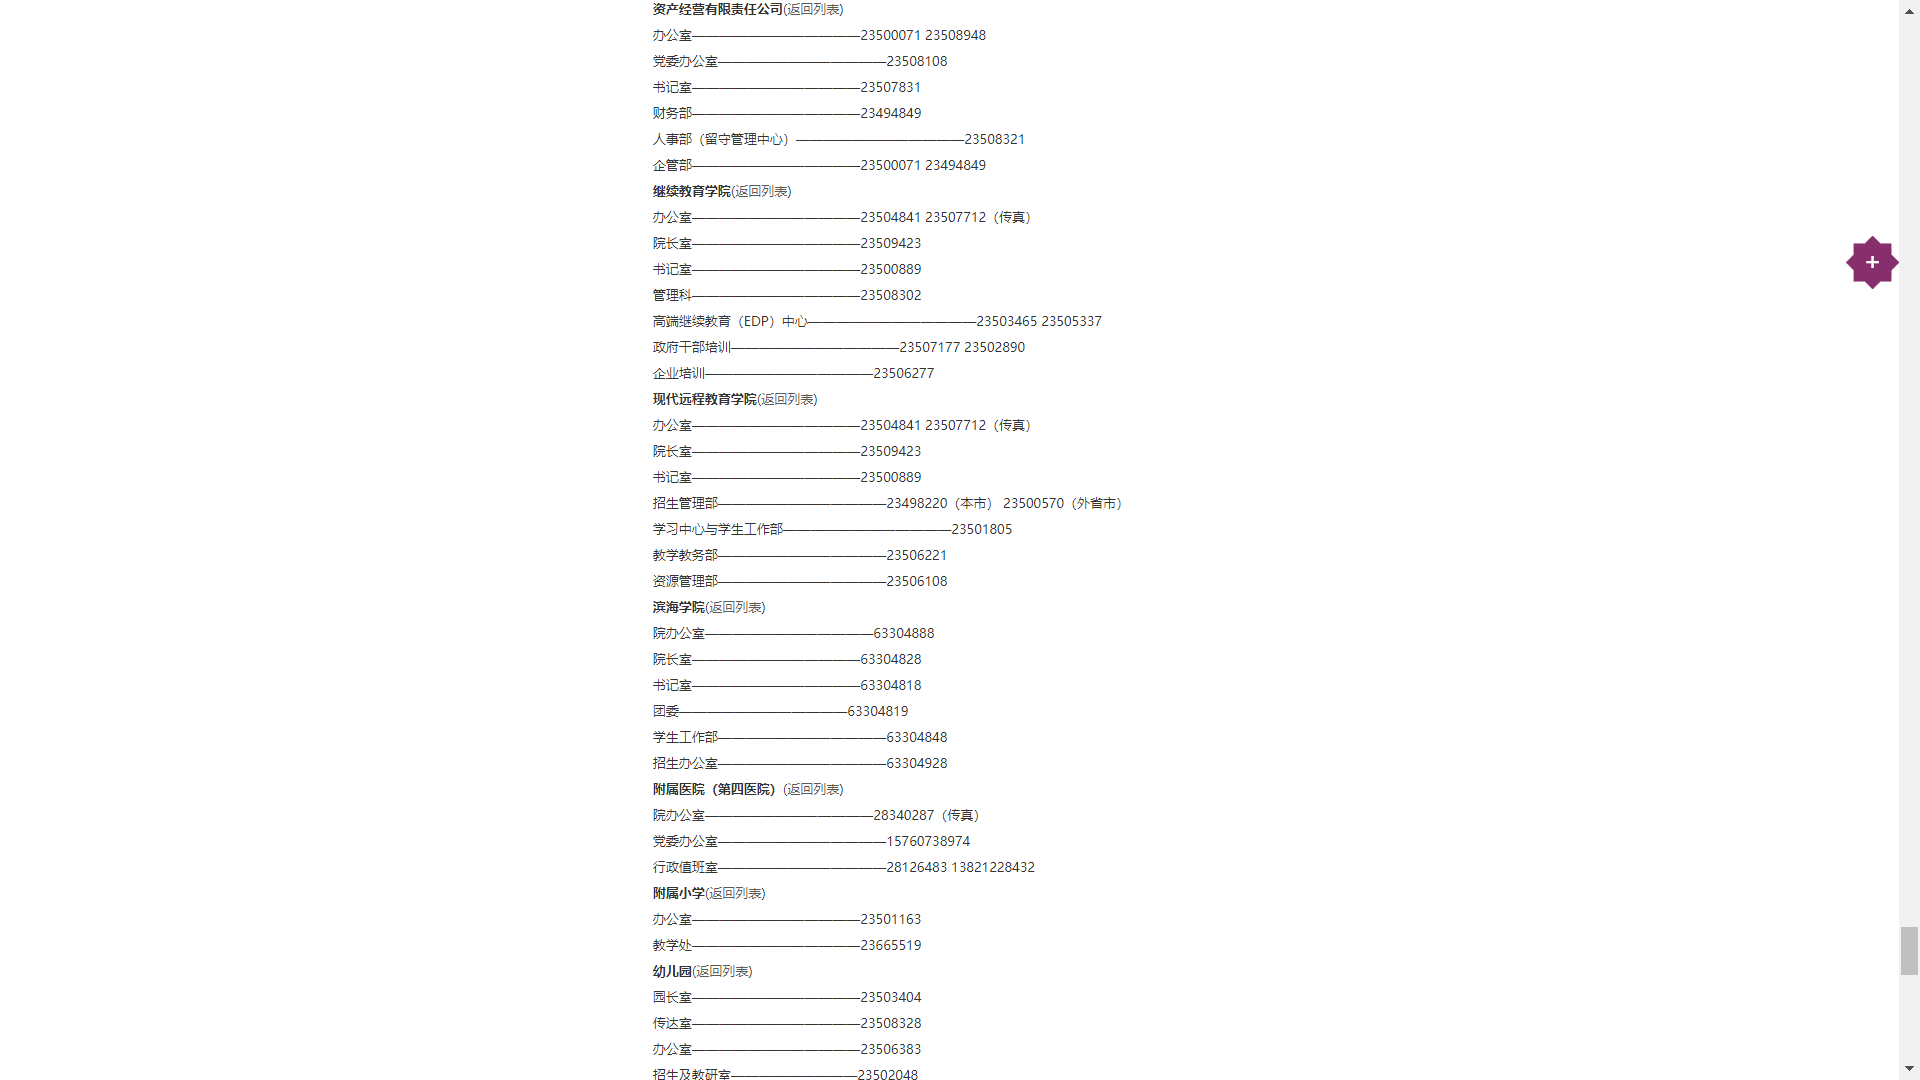 资产经营有限责任公司(返回列表)
办公室————————————23500071 23508948
党委办公室————————————23508108
书记室————————————23507831
财务部————————————23494849
人事部（留守管理中心）————————————23508321
企管部————————————23500071 23494849
继续教育学院(返回列表)
办公室————————————23504841 23507712（传真）
院长室————————————23509423
书记室————————————23500889
管理科————————————23508302
高端继续教育（EDP）中心————————————23503465 23505337
政府干部培训————————————23507177 23502890
企业培训————————————23506277
现代远程教育学院(返回列表)
办公室————————————23504841 23507712（传真）
院长室————————————23509423
书记室————————————23500889
招生管理部————————————23498220（本市） 23500570（外省市）
学习中心与学生工作部————————————23501805
教学教务部————————————23506221
资源管理部————————————23506108
滨海学院(返回列表)
院办公室————————————63304888
院长室————————————63304828
书记室————————————63304818
团委————————————63304819
学生工作部————————————63304848
招生办公室————————————63304928
附属医院（第四医院）(返回列表)
院办公室————————————28340287（传真）
党委办公室————————————15760738974
行政值班室————————————28126483 13821228432
附属小学(返回列表)
办公室————————————23501163
教学处————————————23665519
幼儿园(返回列表)
园长室————————————23503404
传达室————————————23508328
办公室————————————23506383
招生及教研室—————————23502048
+